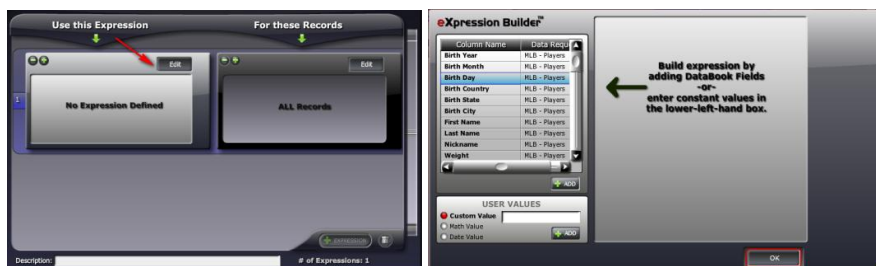 Use this Expression
For these Records
Edit
Edit
1
No Expression Defined
ALL Records
EXPRESSION
Description:
# of Expressions: 1
eXpression Builder™
Column Name
Data Requ
Birth Year MLB - Players
Birth Month MLB - Players
Birth Day MLB - Players
Birth Country MLB - Players
Birth State MLB - Players
Birth City MLB - Players
First Name MLB - Players
Last Name MLB - Players
Nickname MLB - Players
Weight MLB - Players
ADD
USER VALUES
Custom Value
Math Value
Date Value
ADD
Build expression by
adding DataBook Fields
-or-
enter constant values in
the lower-left-hand box.
OK